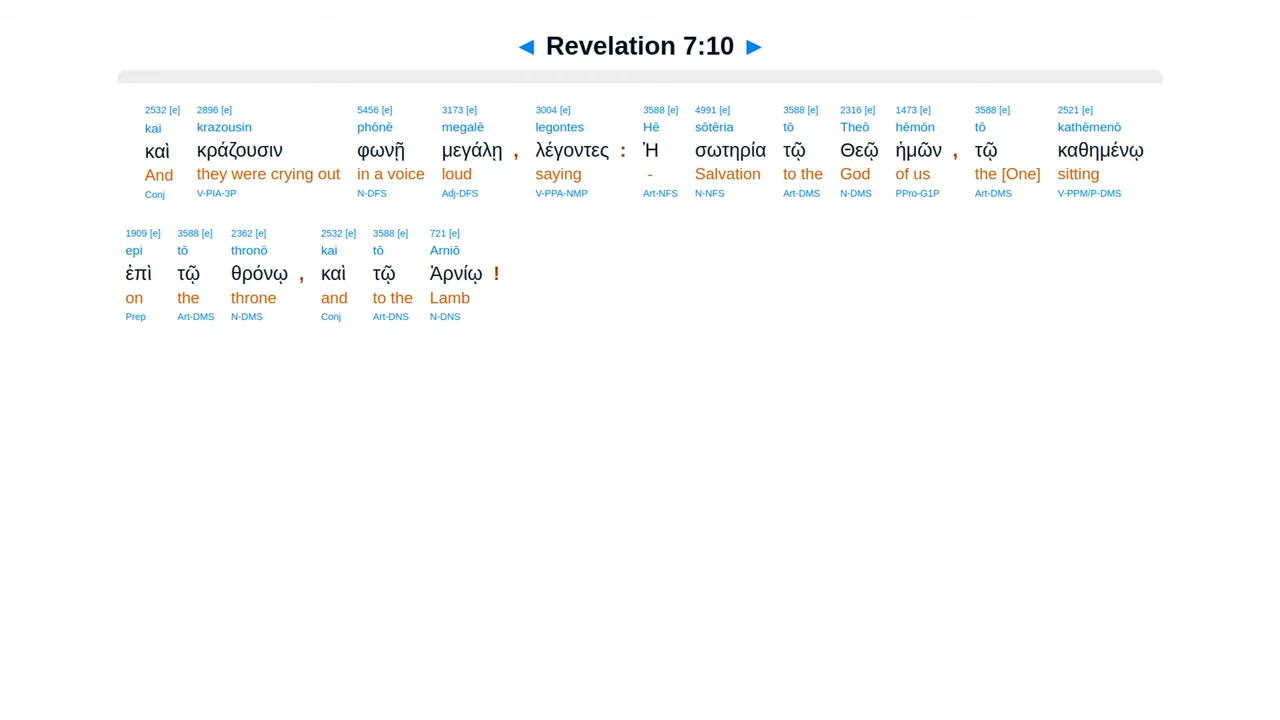 ◄ Revelation 7:10 ►
2532 [e] 2896 [e] 5456 [e] 3173 [e] 3004 [e] 3588 [e] 4991 [e] 3588 [e] 2316 [e] 1473 [e] 3588 [e] 2521 [e]
kai krazousin phōnē megalē legontes Hē sōtēria tō Theō hēmōn tō kathēmenō
καὶ κράζουσιν φωνῇ μεγάλῃ , λέγοντες : Ἡ σωτηρία τῷ Θεῷ ἡμῶν , τῷ καθημένῳ
And they were crying out in a voice loud saying - Salvation to the God of us the [One] sitting
Conj V-PIA-3P N-DFS Adj-DFS V-PPA-NMP Art-NFS N-NFS Art-DMS N-DMS PPro-G1P Art-DMS V-PPM/P-DMS
1909 [e] 3588 [e] 2362 [e] 2532 [e] 3588 [e] 721 [e]
epi tō thronō kai tō Arniō
ἐπὶ τῷ θρόνῳ , καὶ τῷ Ἀρνίῳ !
on the throne and to the Lamb
Prep Art-DMS N-DMS Conj Art-DNS N-DNS